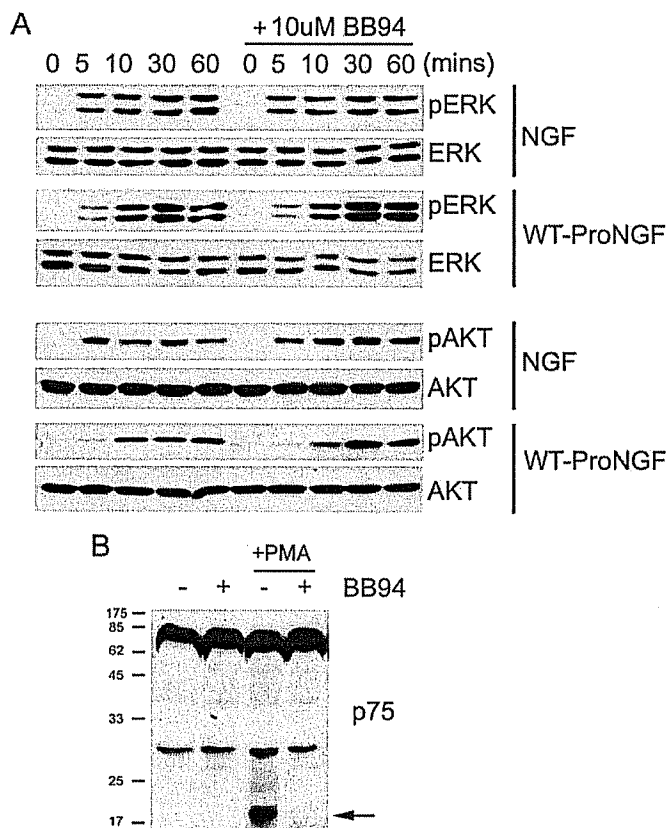 A
+10uM BB94
0 5 10 30 60 0 5 10 30 60 (mins)
pERK
ERK
NGF
pERK
ERK
WT-ProNGF
pAKT
AKT
NGF
pAKT
AKT
WT-ProNGF
B
+PMA
- + - + BB94
175
85
62
45
33
25
17
p75